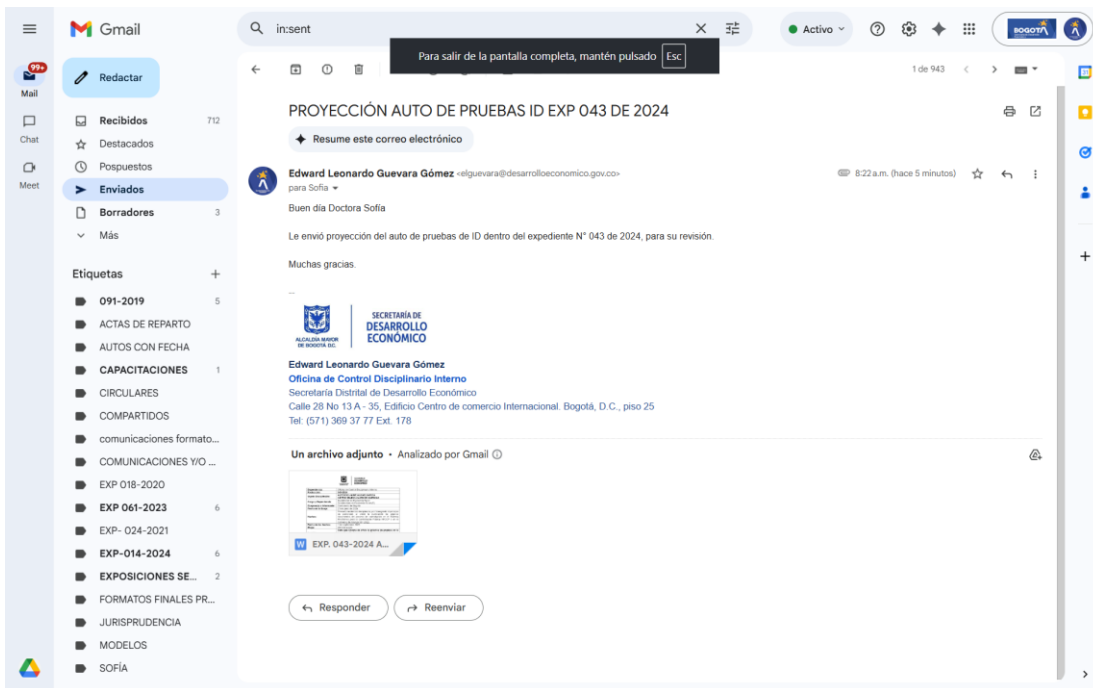 Gmail
in:sent
Activo
BOGOTÁ
Para salir de la pantalla completa, mantén pulsado Esc
99+
Mail
Chat
Meet
Redactar
Recibidos 712
Destacados
Pospuestos
Enviados
Borradores 3
Más
Etiquetas
091-2019 5
ACTAS DE REPARTO
AUTOS CON FECHA
CAPACITACIONES 1
CIRCULARES
COMPARTIDOS
comunicaciones formato...
COMUNICACIONES Y/O ...
EXP 018-2020
EXP 061-2023 6
EXP- 024-2021
EXP-014-2024 6
EXPOSICIONES SE... 2
FORMATOS FINALES PR...
JURISPRUDENCIA
MODELOS
SOFÍA
1 de 943
PROYECCIÓN AUTO DE PRUEBAS ID EXP 043 DE 2024
Resume este correo electrónico
Edward Leonardo Guevara Gómez <elguevara@desarrolloeconomico.gov.co>
8:22 a.m. (hace 5 minutos)
para Sofia
Buen día Doctora Sofía
Le envió proyección del auto de pruebas de ID dentro del expediente N° 043 de 2024, para su revisión.
Muchas gracias.
--
ALCALDÍA MAYOR
DE BOGOTÁ D.C.
SECRETARÍA DE
DESARROLLO
ECONÓMICO
Edward Leonardo Guevara Gómez
Oficina de Control Disciplinario Interno
Secretaría Distrital de Desarrollo Económico
Calle 28 No 13 A - 35, Edificio Centro de comercio Internacional. Bogotá, D.C., piso 25
Tel: (571) 369 37 77 Ext. 178
Un archivo adjunto • Analizado por Gmail
W EXP. 043-2024 A...
Responder
Reenviar